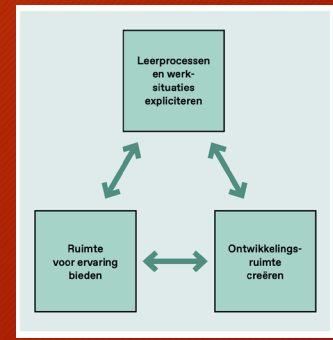 Leerprocessen
en werk-
situaties
expliciteren
Ruimte
voor ervaring
bieden
Ontwikkelings-
ruimte
creëren